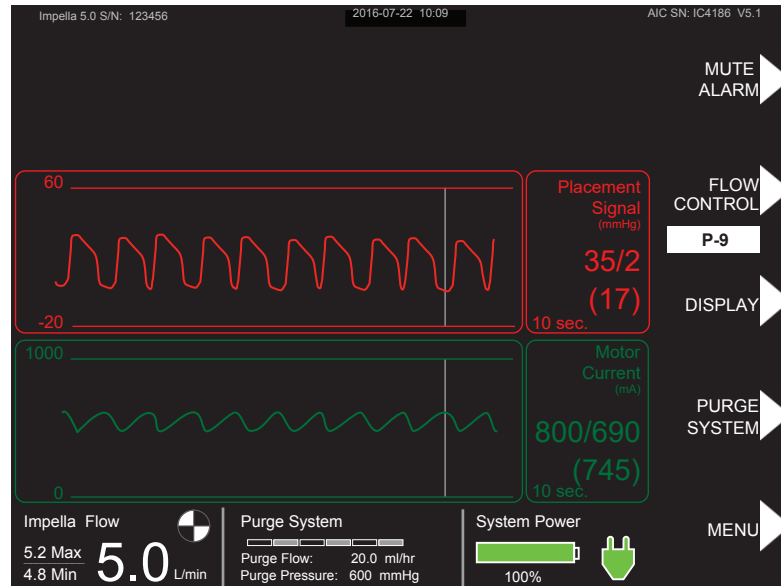 Impella 5.0 S/N: 123456
2016-07-22 10:09
AIC SN: IC4186 V5.1
MUTE
ALARM
60
-20
Placement
Signal
(mmHg)
35/2
(17)
10 sec.
FLOW
CONTROL
P-9
DISPLAY
1000
0
Motor
Current
(mA)
800/690
(745)
10 sec.
PURGE
SYSTEM
Impella Flow
5.2 Max
4.8 Min
5.0 L/min
Purge System
Purge Flow: 20.0 ml/hr
Purge Pressure: 600 mmHg
System Power
100%
MENU